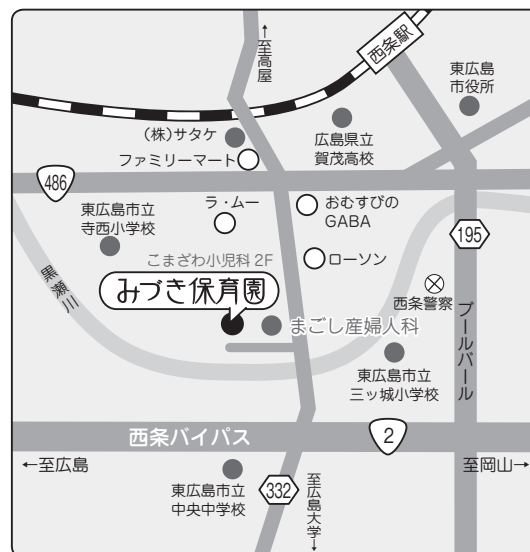 ←至高屋
西条駅
東広島
市役所
(株)サタケ
ファミリーマート
広島県立
賀茂高校
486
東広島市立
寺西小学校
ラ・ムー
おむすびの
GABA
195
こまざわ小児科 2F
ローソン
黒瀬川
みづき保育園
西条警察
ブールバール
まごし産婦人科
東広島市立
三ッ城小学校
西条バイパス
2
←至広島
至岡山→
東広島市立
中央中学校
332
至広島大学→